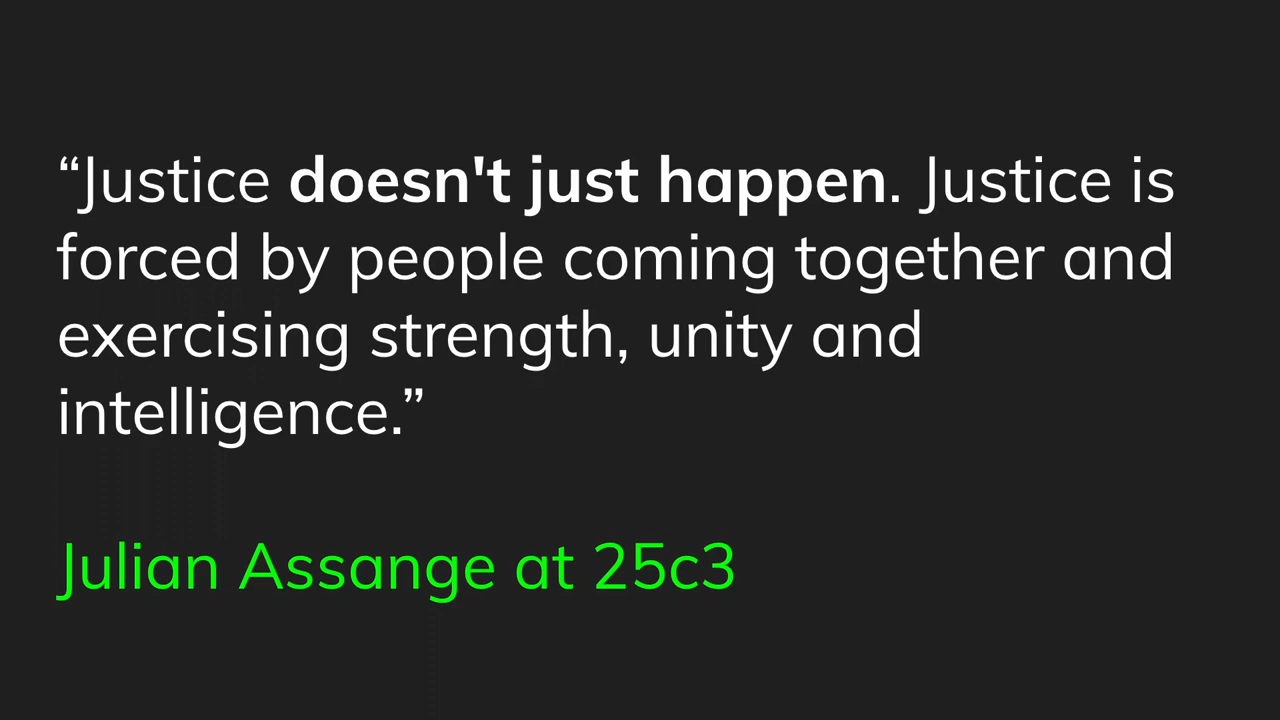 “Justice doesn't just happen. Justice is
forced by people coming together and
exercising strength, unity and
intelligence.”
Julian Assange at 25c3